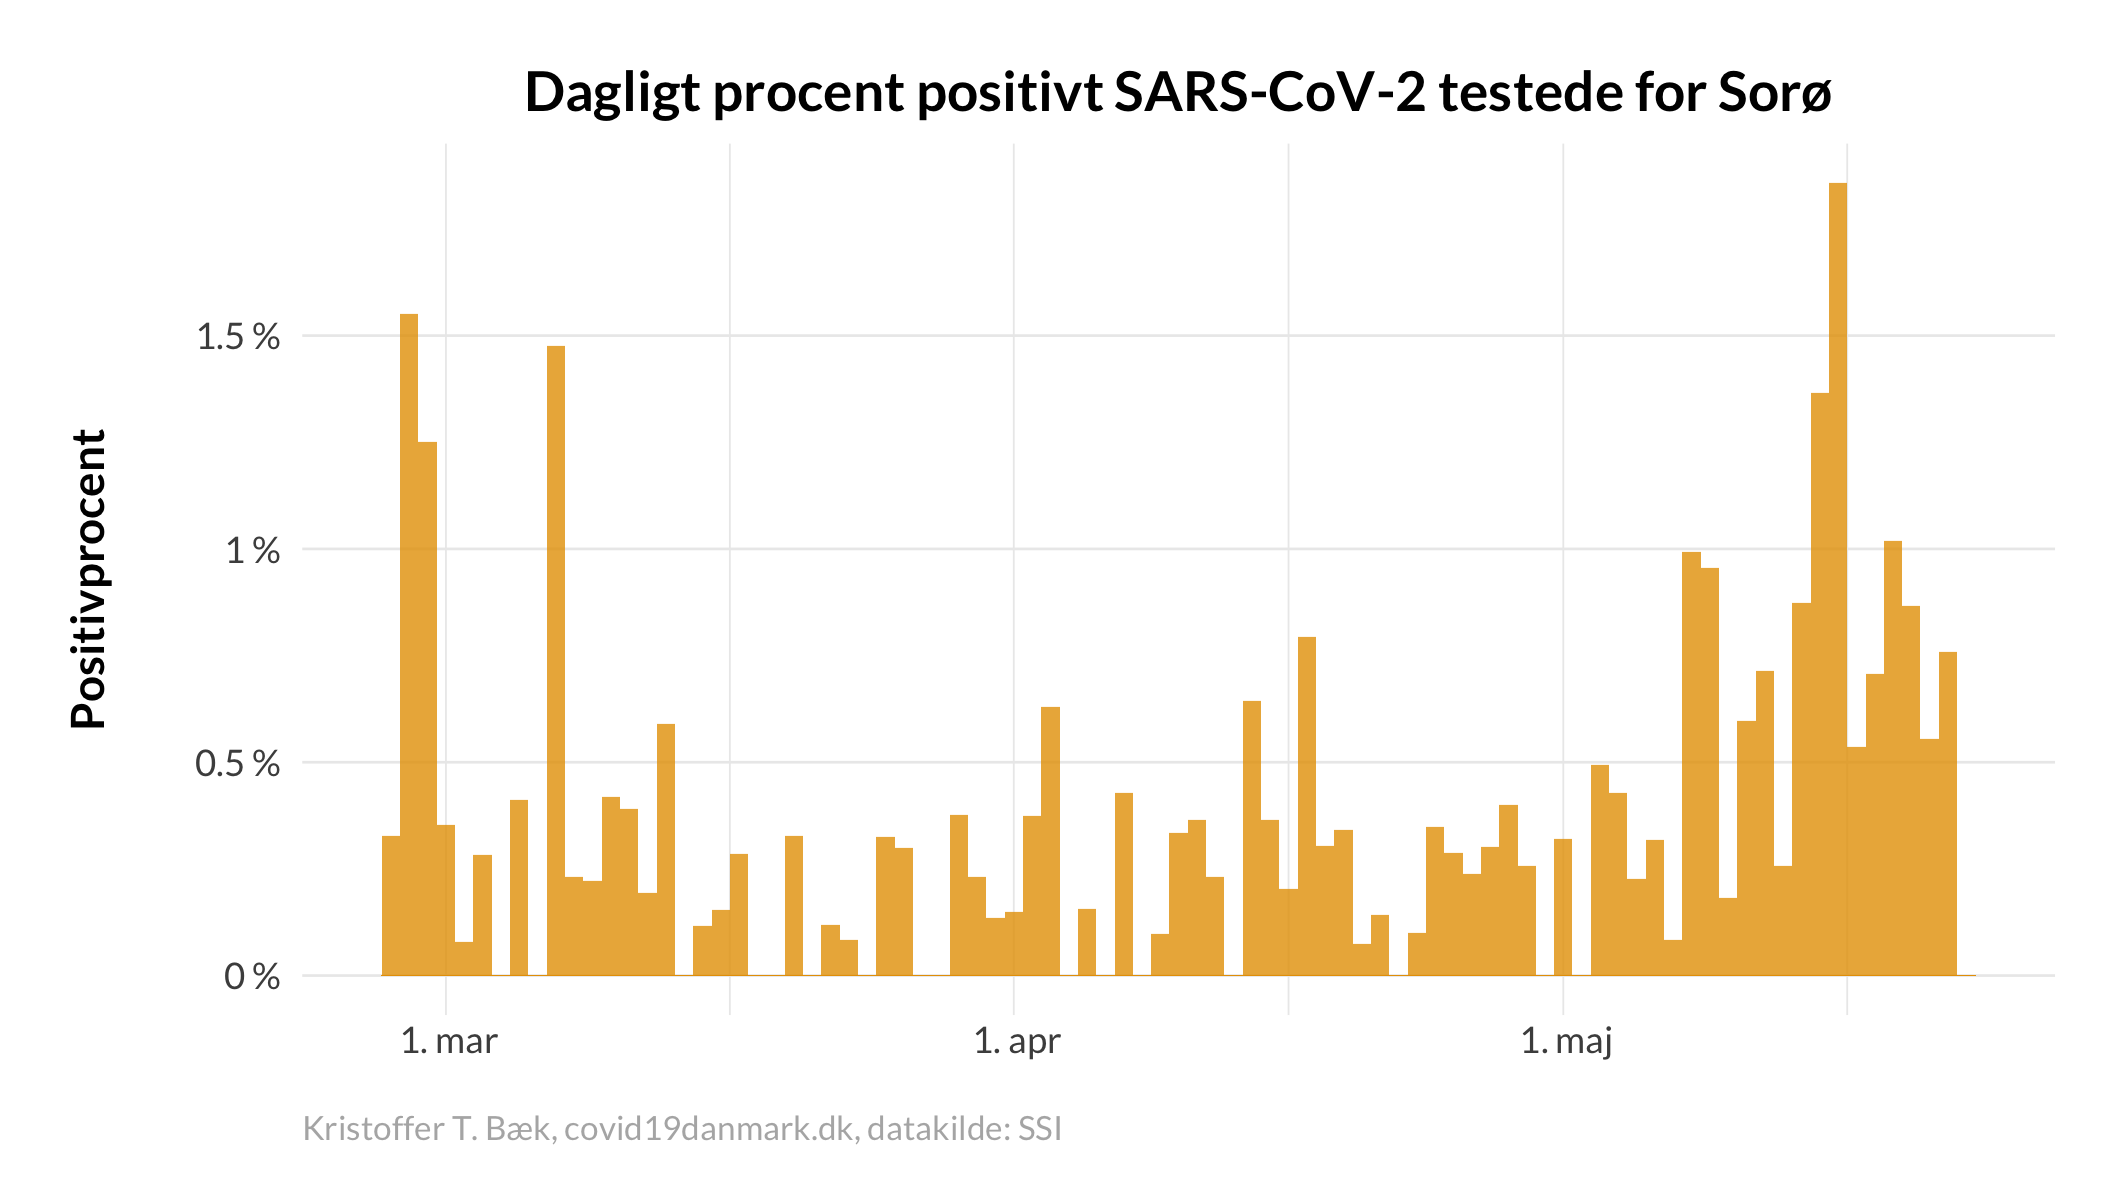 Dagligt procent positivt SARS-CoV-2 testede for Sorø
Positivprocent
1.5 %
1 %
0.5 %
0 %
1. mar
1. apr
1. maj
Kristoffer T. Bæk, covid19danmark.dk, datakilde: SSI